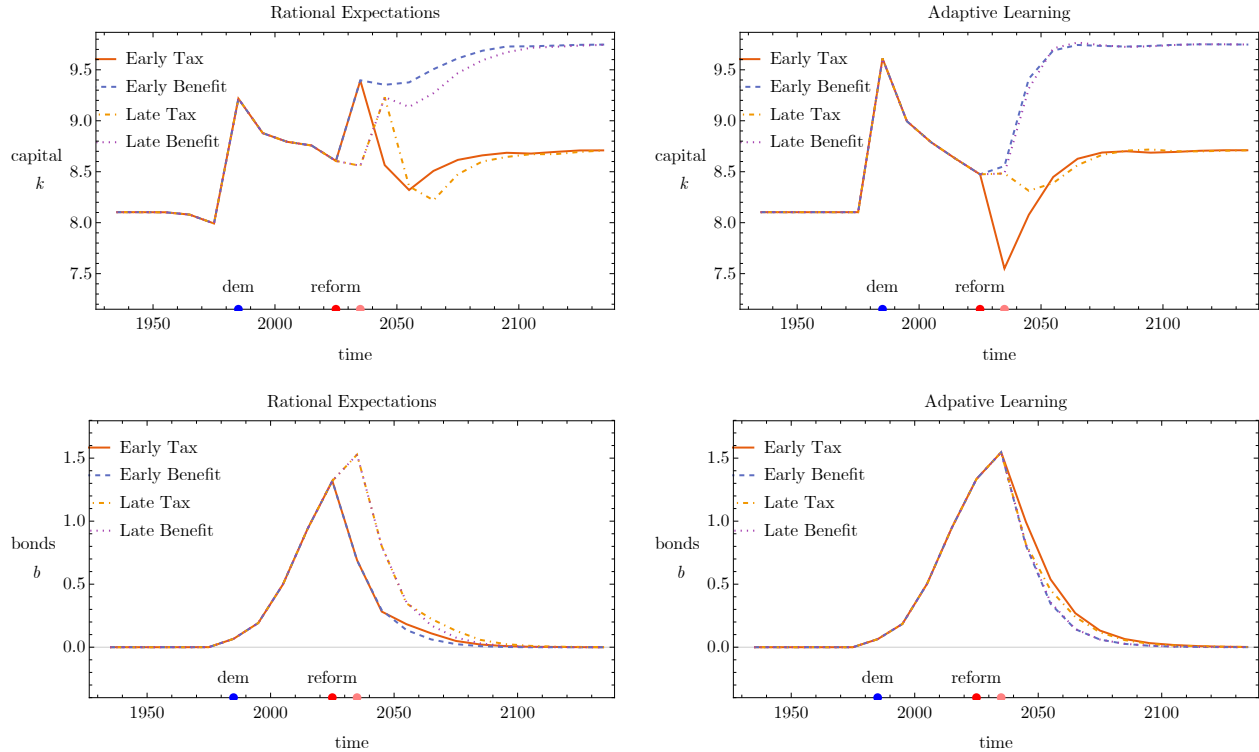 Rational Expectations
Early Tax
Early Benefit
Late Tax
Late Benefit
capital
k
9.5
9.0
8.5
8.0
7.5
dem
reform
1950
2000
2050
2100
time
Adaptive Learning
Early Tax
Early Benefit
Late Tax
Late Benefit
capital
k
9.5
9.0
8.5
8.0
7.5
dem
reform
1950
2000
2050
2100
time
Rational Expectations
Early Tax
Early Benefit
Late Tax
Late Benefit
bonds
b
1.5
1.0
0.5
0.0
dem
reform
1950
2000
2050
2100
time
Adpative Learning
Early Tax
Early Benefit
Late Tax
Late Benefit
bonds
b
1.5
1.0
0.5
0.0
dem
reform
1950
2000
2050
2100
time